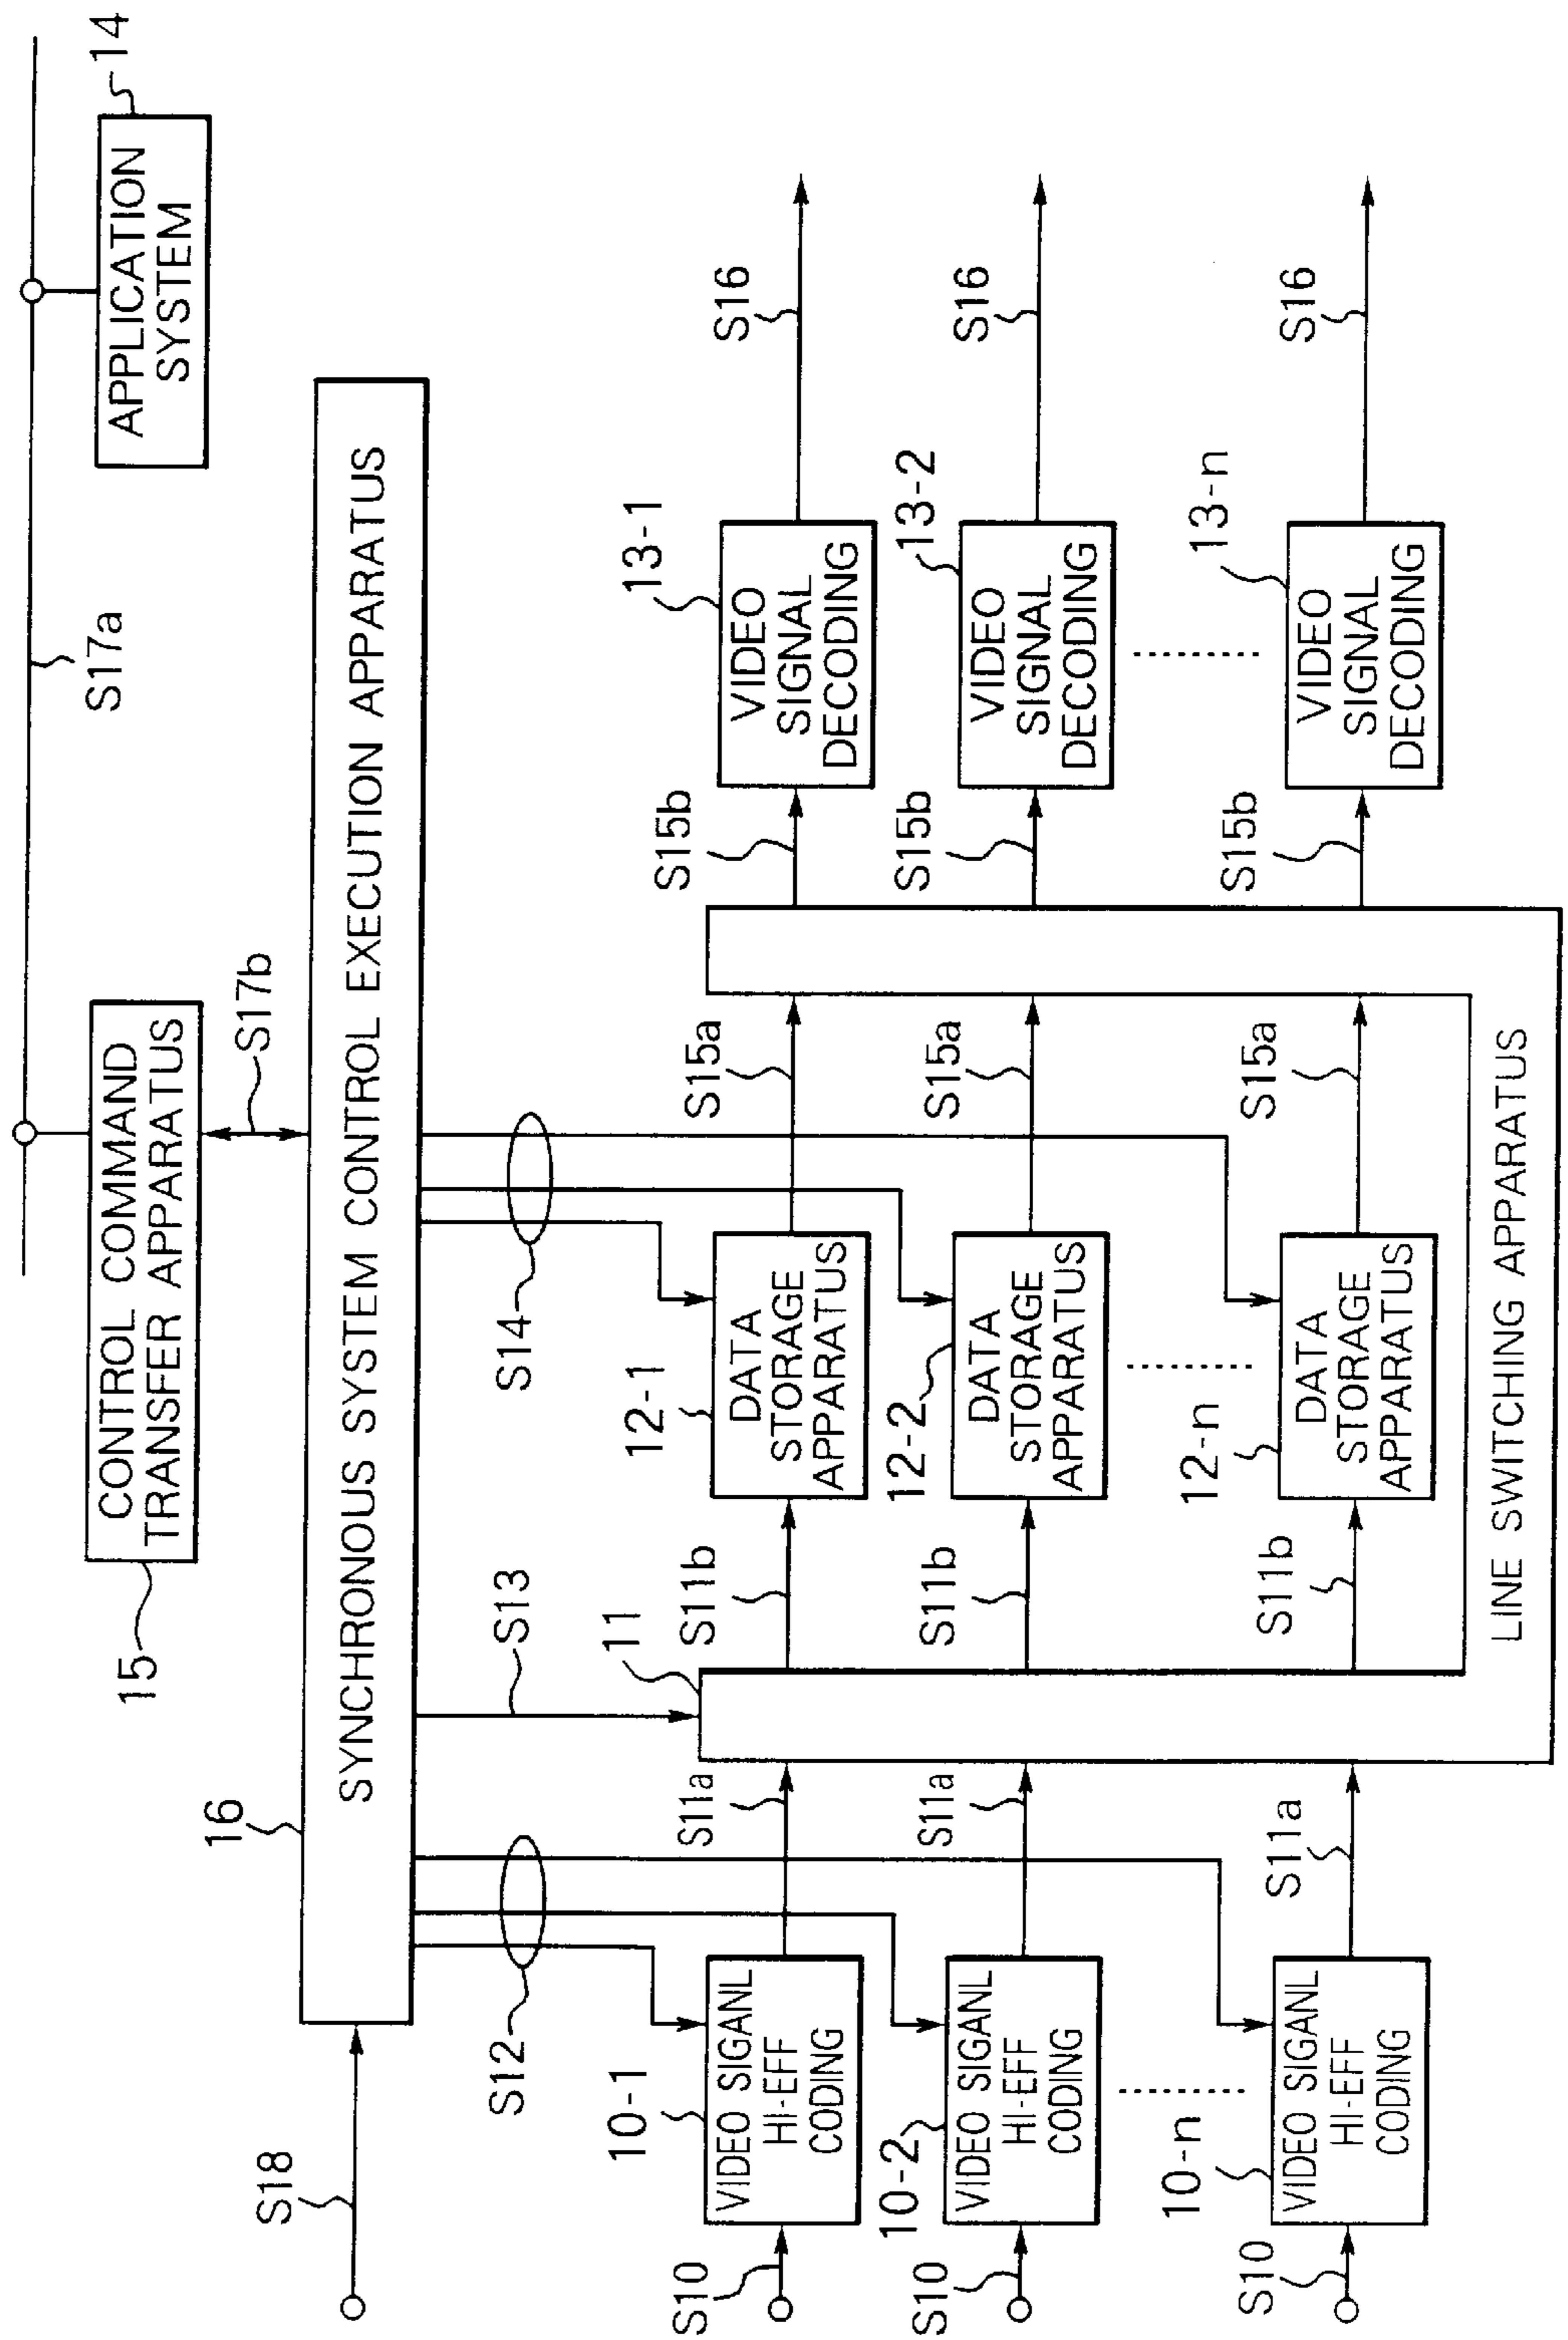 S17a
14
APPLICATION
SYSTEM
15
CONTROL COMMAND
TRANSFER APPARATUS
S17b
S18
16
SYNCHRONOUS SYSTEM CONTROL EXECUTION APPARATUS
S12
S13
S14
10-1
11
12-1
13-1
S10
VIDEO SIGANL
HI-EFF
CODING
S11a
S11b
DATA
STORAGE
APPARATUS
S15a
S15b
VIDEO
SIGNAL
DECODING
S16
10-2
12-2
13-2
S10
VIDEO SIGANL
HI-EFF
CODING
S11a
S11b
DATA
STORAGE
APPARATUS
S15a
S15b
VIDEO
SIGNAL
DECODING
S16
10-n
12-n
13-n
S10
VIDEO SIGANL
HI-EFF
CODING
S11a
S11b
DATA
STORAGE
APPARATUS
S15a
S15b
VIDEO
SIGNAL
DECODING
S16
LINE SWITCHING APPARATUS